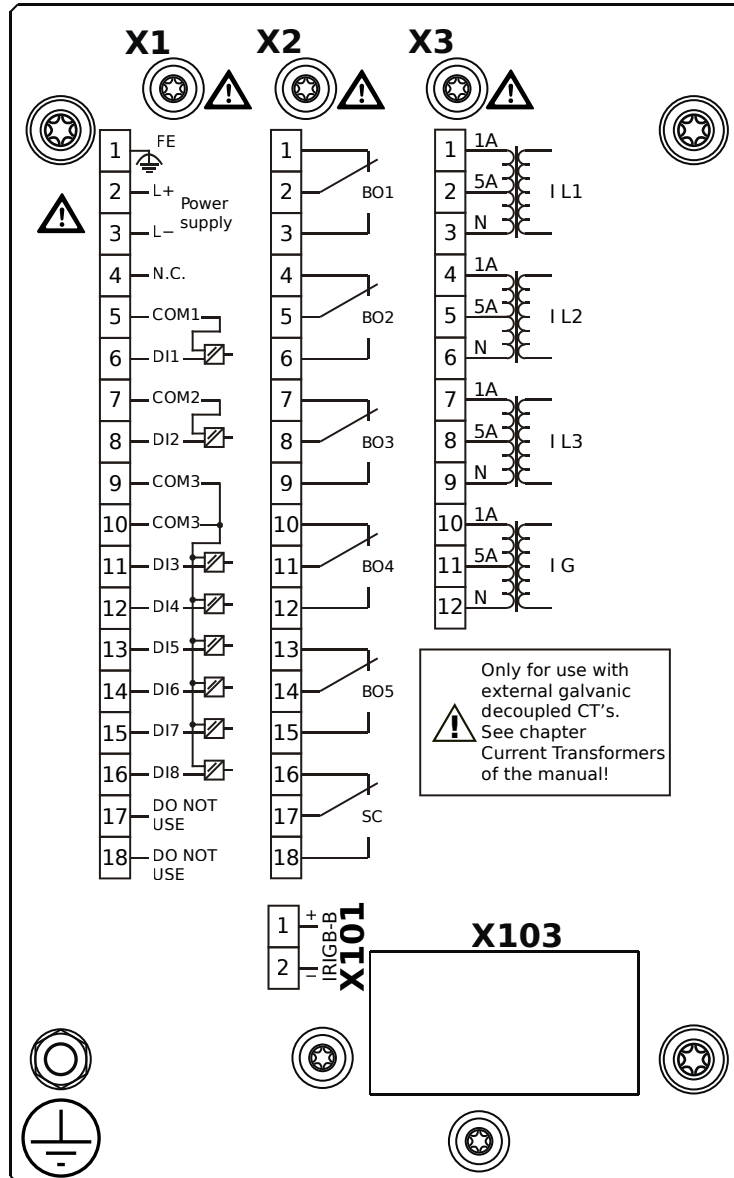 X1 X2 X3
1 FE
2 L+
Power
supply
3 L−
4 N.C.
5 COM1
6 DI1
7 COM2
8 DI2
9 COM3
10 COM3
11 DI3
12 DI4
13 DI5
14 DI6
15 DI7
16 DI8
17 DO NOT
USE
18 DO NOT
USE
1
2 BO1
3
4
5 BO2
6
7
8 BO3
9
10
11 BO4
12
13
14 BO5
15
16
17 SC
18
1 1A
2 5A I L1
3 N
4 1A
5 5A I L2
6 N
7 1A
8 5A I L3
9 N
10 1A
11 5A I G
12 N
Only for use with
external galvanic
decoupled CT's.
See chapter
Current Transformers
of the manual!
1 +
2 −
IRIGB-B
X101
X103